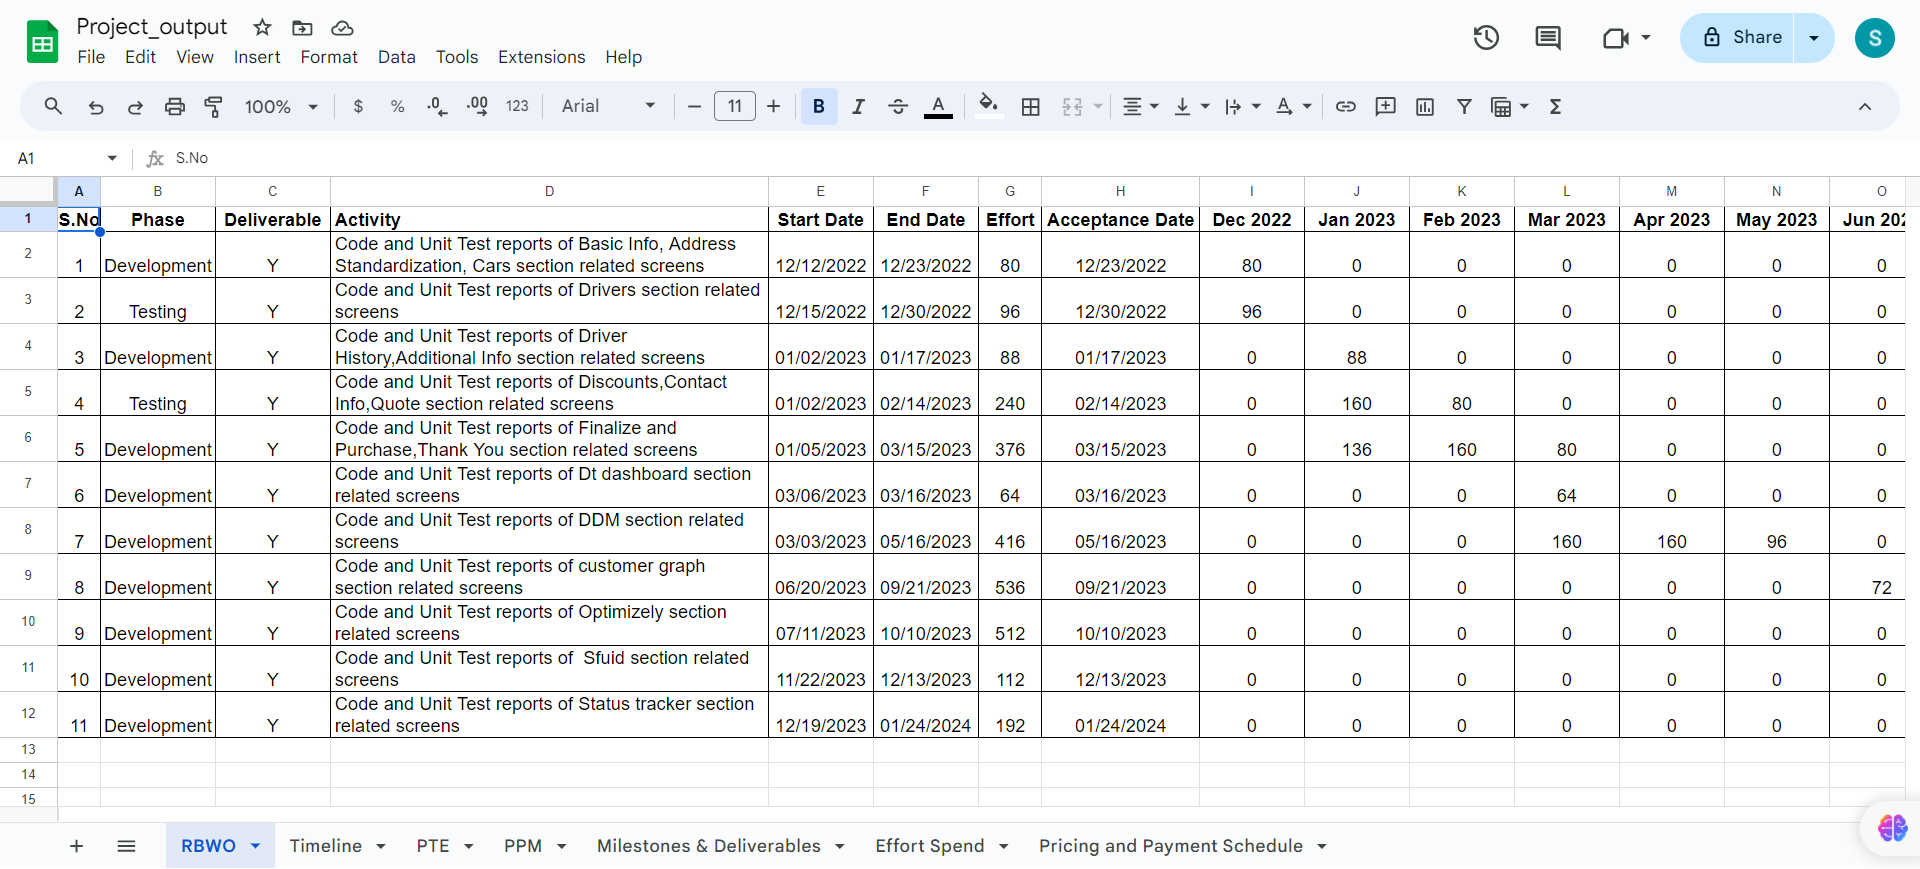 Project_output
File Edit View Insert Format Data Tools Extensions Help
Share
S
100% $ % .0 .00 123 Arial 11 B I A
A1 fx S.No
A B C D E F G H I J K L M N O
1 S.No Phase Deliverable Activity Start Date End Date Effort Acceptance Date Dec 2022 Jan 2023 Feb 2023 Mar 2023 Apr 2023 May 2023 Jun 202
Code and Unit Test reports of Basic Info, Address
2 1 Development Y Standardization, Cars section related screens 12/12/2022 12/23/2022 80 12/23/2022 80 0 0 0 0 0 0
Code and Unit Test reports of Drivers section related
3 2 Testing Y screens 12/15/2022 12/30/2022 96 12/30/2022 96 0 0 0 0 0 0
Code and Unit Test reports of Driver
4 3 Development Y History,Additional Info section related screens 01/02/2023 01/17/2023 88 01/17/2023 0 88 0 0 0 0 0
Code and Unit Test reports of Discounts,Contact
5 4 Testing Y Info,Quote section related screens 01/02/2023 02/14/2023 240 02/14/2023 0 160 80 0 0 0 0
Code and Unit Test reports of Finalize and
6 5 Development Y Purchase,Thank You section related screens 01/05/2023 03/15/2023 376 03/15/2023 0 136 160 80 0 0 0
Code and Unit Test reports of Dt dashboard section
7 6 Development Y related screens 03/06/2023 03/16/2023 64 03/16/2023 0 0 0 64 0 0 0
Code and Unit Test reports of DDM section related
8 7 Development Y screens 03/03/2023 05/16/2023 416 05/16/2023 0 0 0 160 160 96 0
Code and Unit Test reports of customer graph
9 8 Development Y section related screens 06/20/2023 09/21/2023 536 09/21/2023 0 0 0 0 0 0 72
Code and Unit Test reports of Optimizely section
10 9 Development Y related screens 07/11/2023 10/10/2023 512 10/10/2023 0 0 0 0 0 0 0
Code and Unit Test reports of  Sfuid section related
11 10 Development Y screens 11/22/2023 12/13/2023 112 12/13/2023 0 0 0 0 0 0 0
Code and Unit Test reports of Status tracker section
12 11 Development Y related screens 12/19/2023 01/24/2024 192 01/24/2024 0 0 0 0 0 0 0
13
14
15
RBWO Timeline PTE PPM Milestones & Deliverables Effort Spend Pricing and Payment Schedule